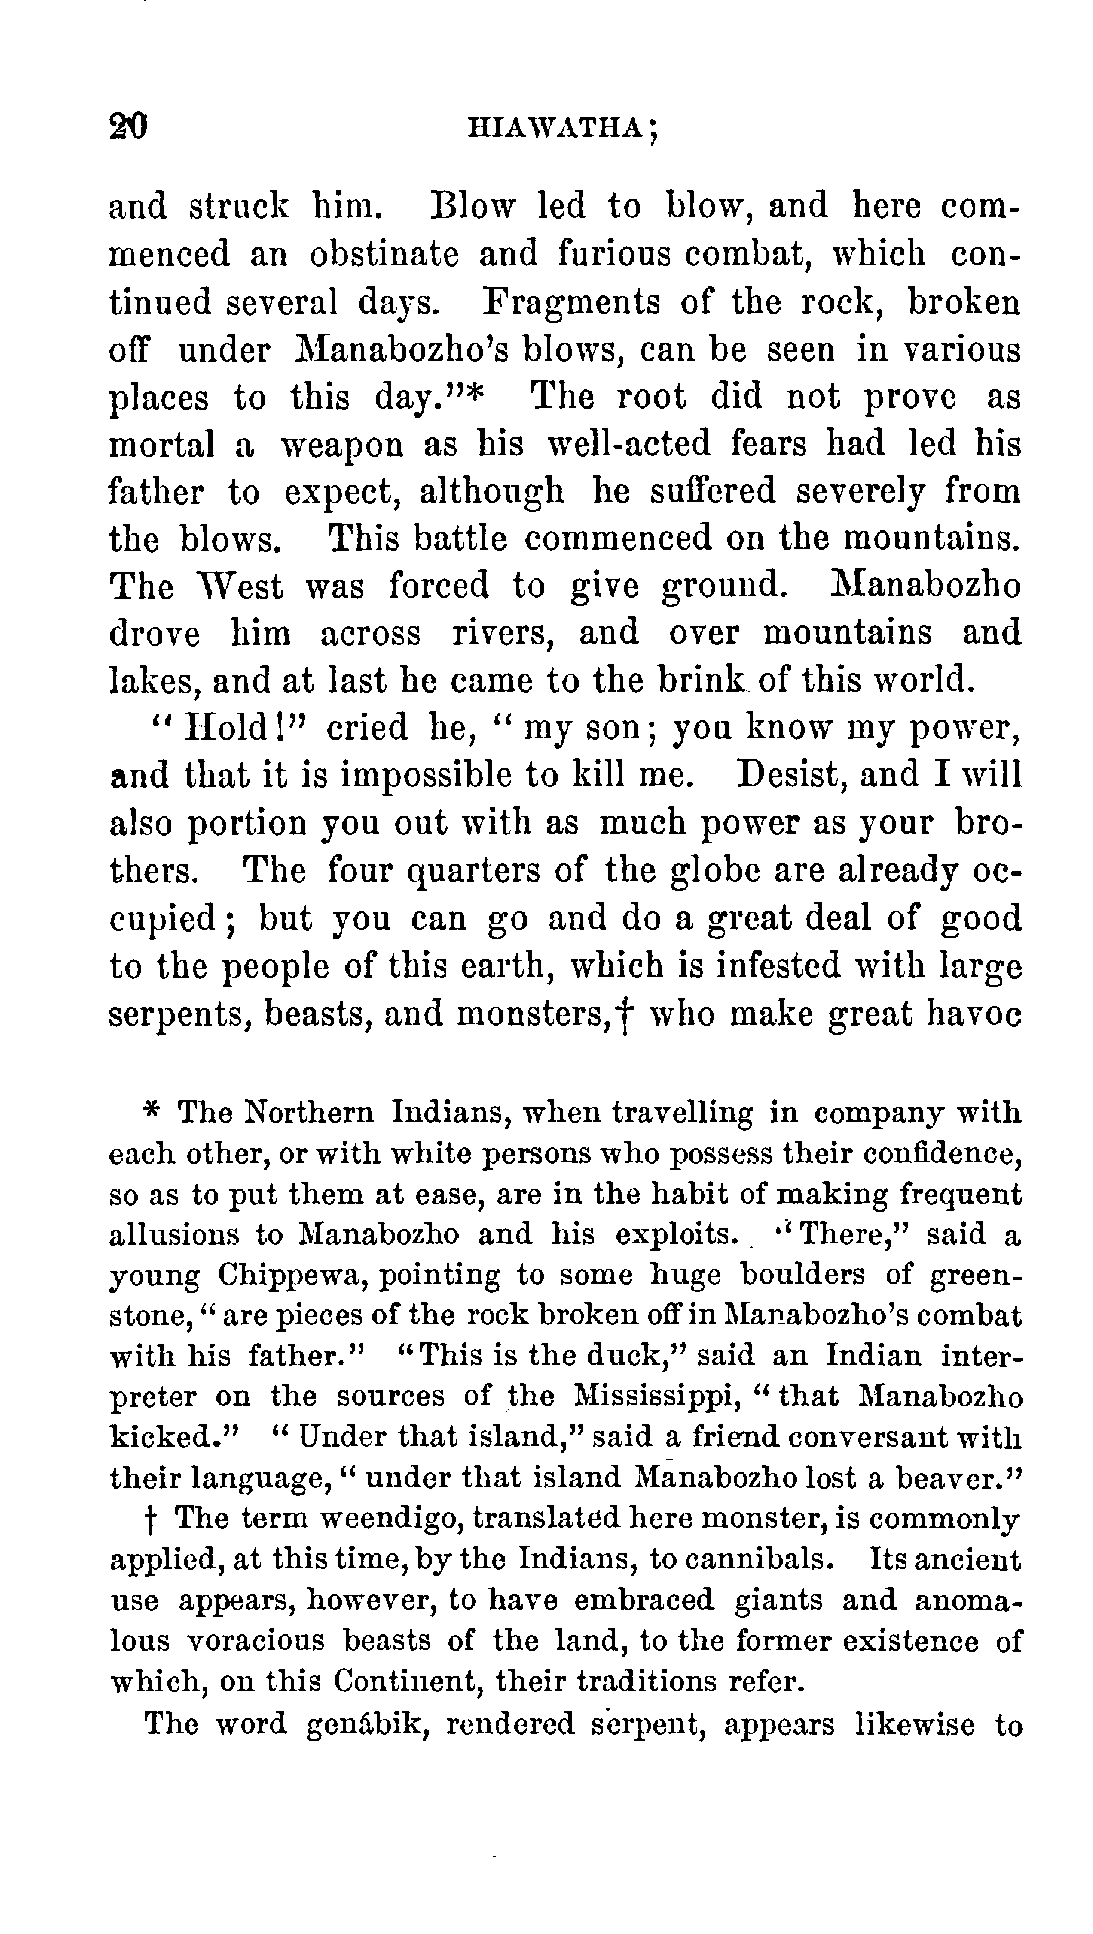 20 HIAWATHA;
and struck him. Blow led to blow, and here com-
menced an obstinate and furious combat, which con-
tinued several days. Fragments of the rock, broken
off under Manabozho's blows, can be seen in various
places to this day."* The root did not prove as
mortal a weapon as his well-acted fears had led his
father to expect, although he suffered severely from
the blows. This battle commenced on the mountains.
The West was forced to give ground. Manabozho
drove him across rivers, and over mountains and
lakes, and at last he came to the brink of this world.
"Hold!" cried he, "my son; you know my power,
and that it is impossible to kill me. Desist, and I will
also portion you out with as much power as your bro-
thers. The four quarters of the globe are already oc-
cupied; but you can go and do a great deal of good
to the people of this earth, which is infested with large
serpents, beasts, and monsters,† who make great havoc
* The Northern Indians, when travelling in company with
each other, or with white persons who possess their confidence,
so as to put them at ease, are in the habit of making frequent
allusions to Manabozho and his exploits. "There," said a
young Chippewa, pointing to some huge boulders of green-
stone, "are pieces of the rock broken off in Manabozho's combat
with his father." "This is the duck," said an Indian inter-
preter on the sources of the Mississippi, "that Manabozho
kicked." "Under that island," said a friend conversant with
their language, "under that island Manabozho lost a beaver."
† The term weendigo, translated here monster, is commonly
applied, at this time, by the Indians, to cannibals. Its ancient
use appears, however, to have embraced giants and anoma-
lous voracious beasts of the land, to the former existence of
which, on this Continent, their traditions refer.
The word genábik, rendered serpent, appears likewise to